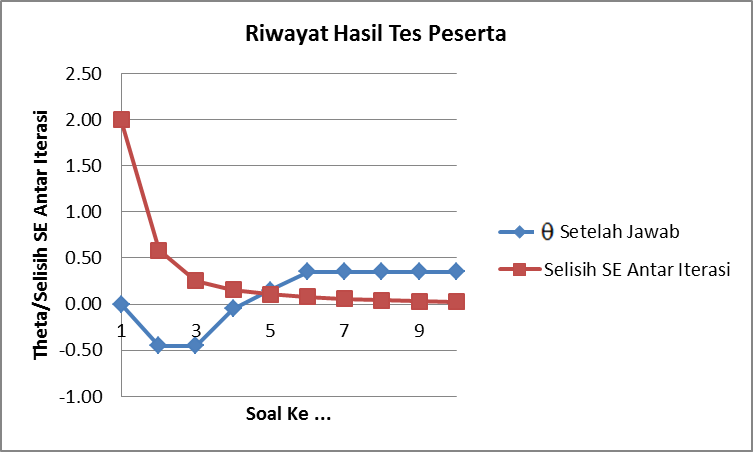 Riwayat Hasil Tes Peserta
Theta/Selisih SE Antar Iterasi
2.50
2.00
1.50
1.00
0.50
0.00
-0.50
-1.00
1 3 5 7 9
Soal Ke ...
θ Setelah Jawab
Selisih SE Antar Iterasi